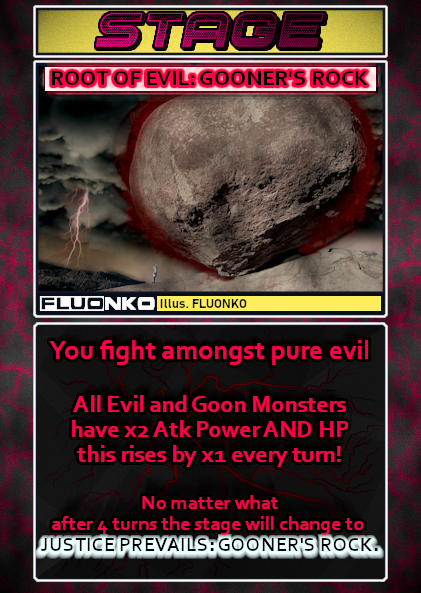 STAGE
ROOT OF EVIL: GOONER'S ROCK
FLUONKO Illus. FLUONKO
You fight amongst pure evil
All Evil and Goon Monsters
have x2 Atk Power AND HP
this rises by x1 every turn!
No matter what
after 4 turns the stage will change to
JUSTICE PREVAILS: GOONER'S ROCK.